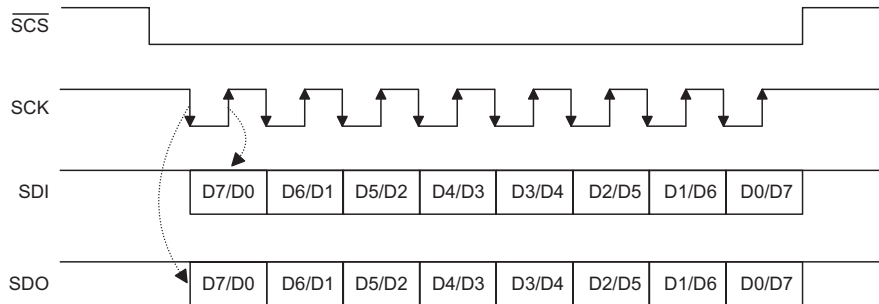 SCS
SCK
SDI D7/D0 D6/D1 D5/D2 D4/D3 D3/D4 D2/D5 D1/D6 D0/D7
SDO D7/D0 D6/D1 D5/D2 D4/D3 D3/D4 D2/D5 D1/D6 D0/D7